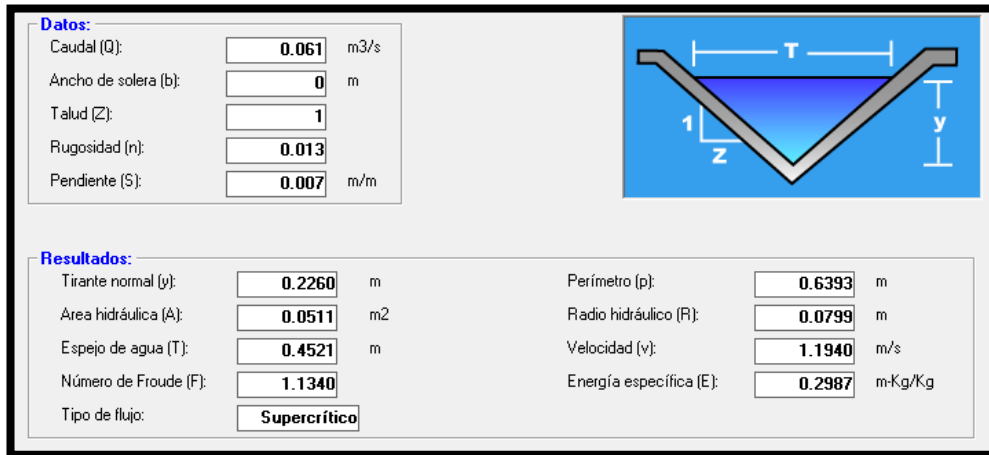 Datos:
Caudal (Q): 0.061 m3/s
Ancho de solera (b): 0 m
Talud (Z): 1
Rugosidad (n): 0.013
Pendiente (S): 0.007 m/m
T
1
Z
y
Resultados:
Tirante normal (y): 0.2260 m Perímetro (p): 0.6393 m
Area hidráulica (A): 0.0511 m2 Radio hidráulico (R): 0.0799 m
Espejo de agua (T): 0.4521 m Velocidad (v): 1.1940 m/s
Número de Froude (F): 1.1340 Energía específica (E): 0.2987 m-Kg/Kg
Tipo de flujo: Supercrítico